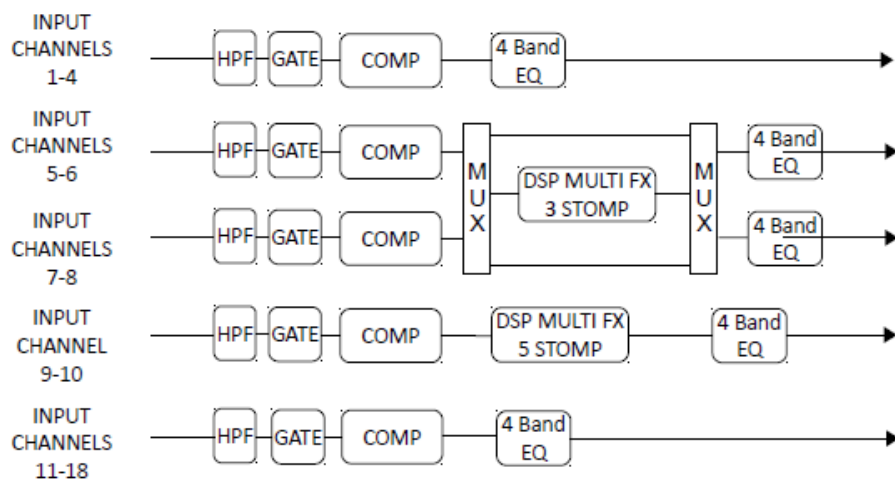 INPUT
CHANNELS
1-4
HPF
GATE
COMP
4 Band
EQ
INPUT
CHANNELS
5-6
HPF
GATE
COMP
MUX
DSP MULTI FX
3 STOMP
MUX
4 Band
EQ
INPUT
CHANNELS
7-8
HPF
GATE
COMP
4 Band
EQ
INPUT
CHANNEL
9-10
HPF
GATE
COMP
DSP MULTI FX
5 STOMP
4 Band
EQ
INPUT
CHANNELS
11-18
HPF
GATE
COMP
4 Band
EQ